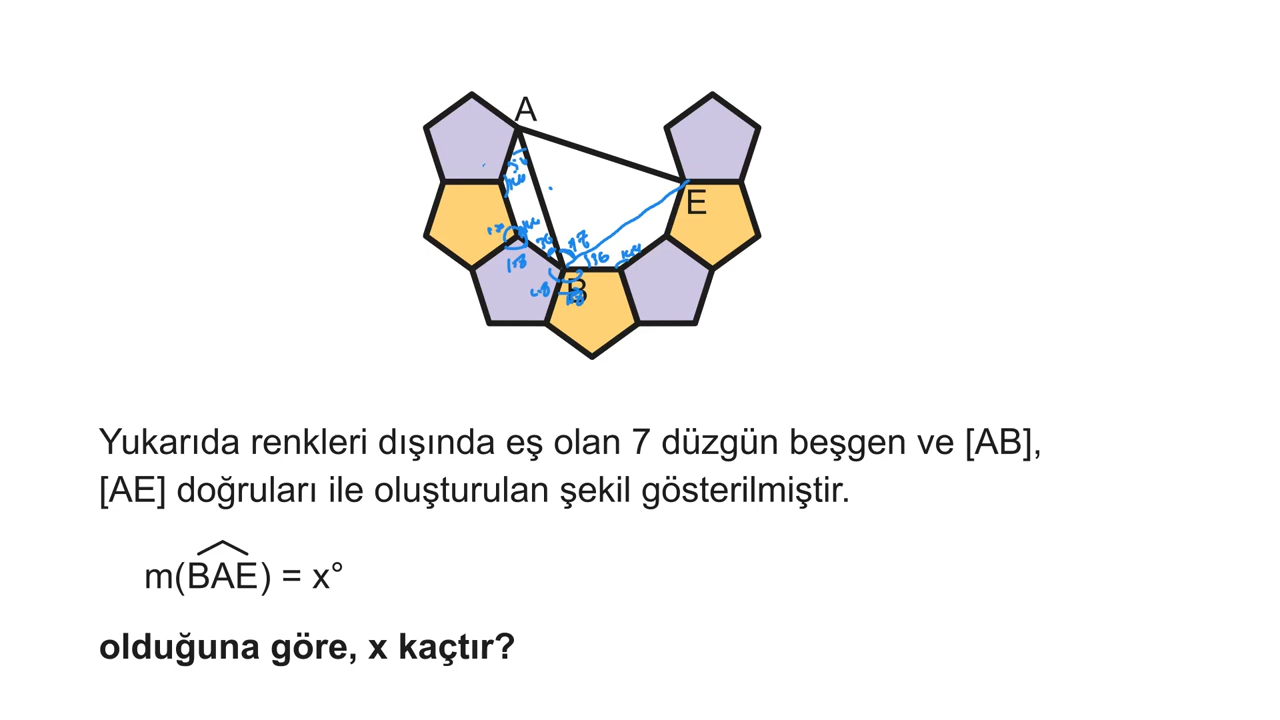 A
E
B
Yukarıda renkleri dışında eş olan 7 düzgün beşgen ve [AB],
[AE] doğruları ile oluşturulan şekil gösterilmiştir.
m(BAE) = x°
olduğuna göre, x kaçtır?